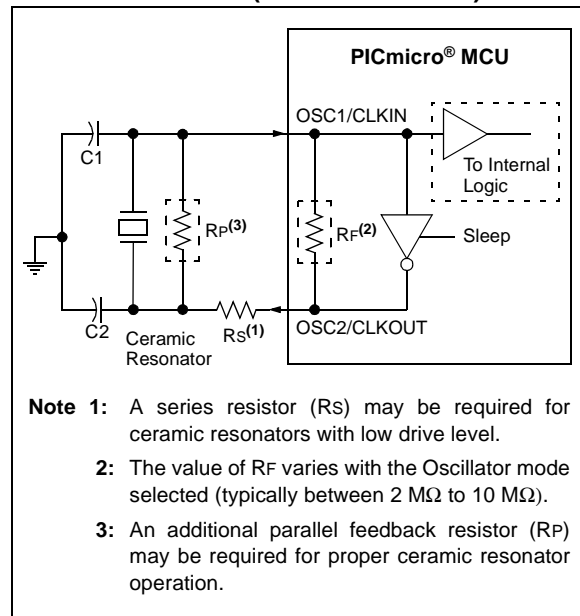 PICmicro® MCU
OSC1/CLKIN
C1
To Internal
Logic
RP(3)
RF(2)
Sleep
C2
Ceramic
Resonator
RS(1)
OSC2/CLKOUT
Note 1: A series resistor (RS) may be required for
ceramic resonators with low drive level.
2: The value of RF varies with the Oscillator mode
selected (typically between 2 MΩ to 10 MΩ).
3: An additional parallel feedback resistor (RP)
may be required for proper ceramic resonator
operation.